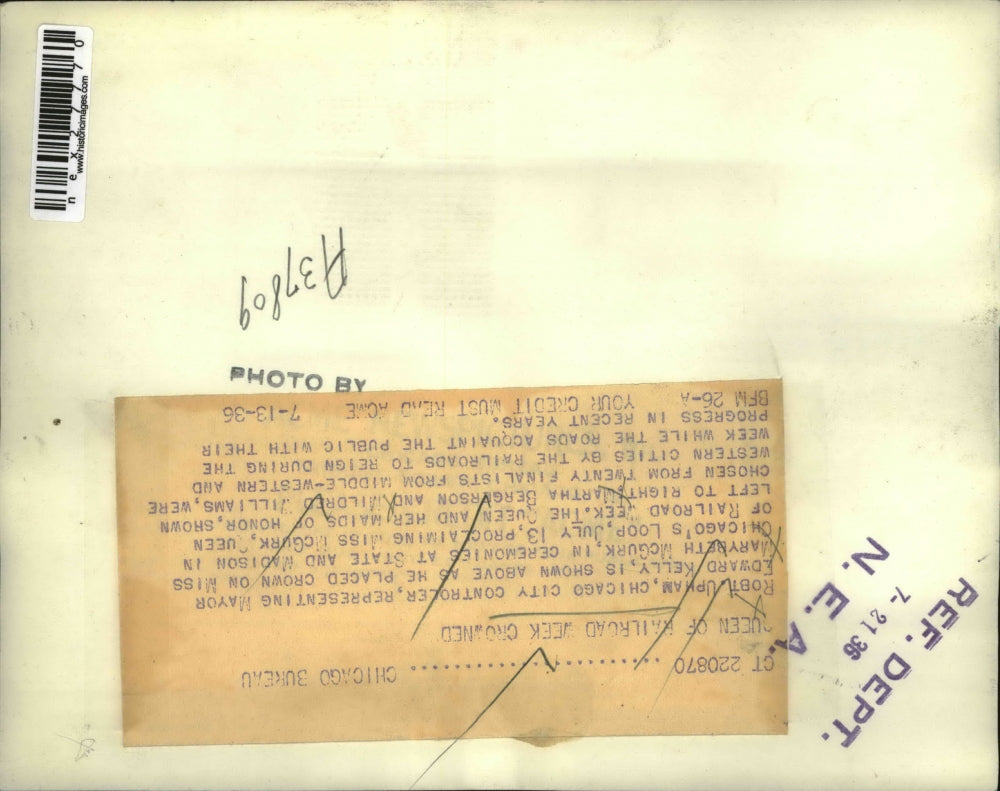 CT 220870 ..................... CHICAGO BUREAU
QUEEN OF RAILROAD WEEK CROWNED
ROBT.UPHAM,CHICAGO CITY CONTROLER,REPRESENTING MAYOR
EDWARD KELLY,IS SHOWN ABOVE AS HE PLACED CROWN ON MISS
MARYBETH MCGURK,IN CEREMONIES AT STATE AND MADISON IN
CHICAGO'S LOOP,JULY 13,PROCLAIMING MISS MCGURK,QUEEN
OF RAILROAD WEEK.THE QUEEN AND HER MAIDS OF HONOR,SHOWN
LEFT TO RIGHT,MARTHA BERGERSON AND MILDRED WILLIAMS,WERE
CHOSEN FROM TWENTY FINALISTS FROM MIDDLE-WESTERN AND
WESTERN CITIES BY THE RAILROADS TO REIGN DURING THE
WEEK WHILE THE ROADS ACQUAINT THE PUBLIC WITH THEIR
PROGRESS IN RECENT YEARS.
BFM 26-A YOUR CREDIT MUST READ ACME 7-13-36
PHOTO BY
A37809
REF. DEPT.
7-21 36
N. E. A.
www.historicimages.com